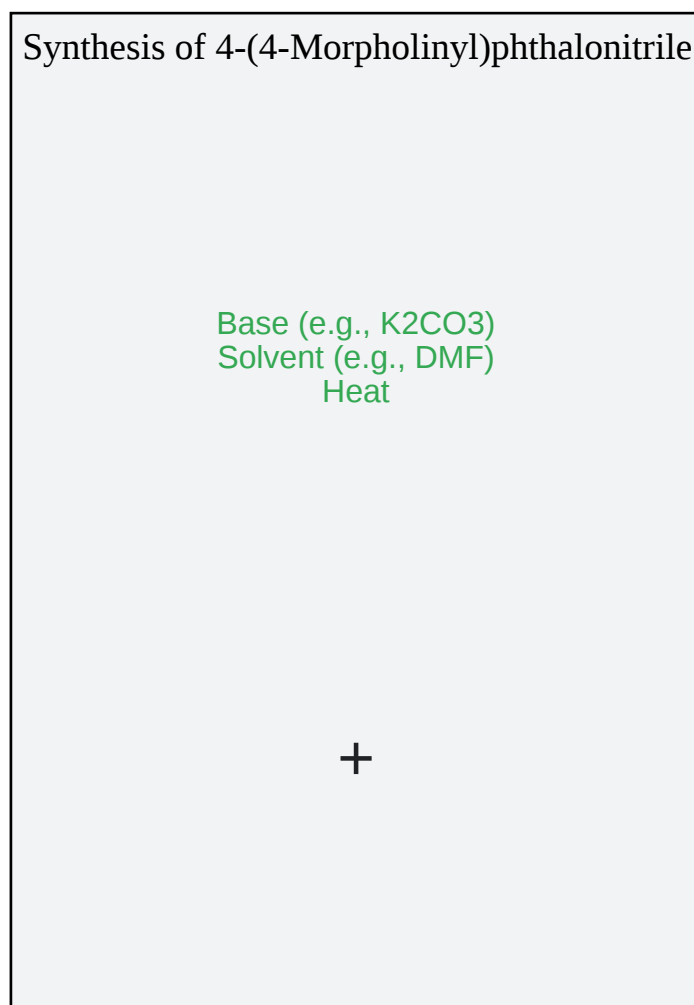 Synthesis of 4-(4-Morpholinyl)phthalonitrile
Base (e.g., K2CO3)
Solvent (e.g., DMF)
Heat
+